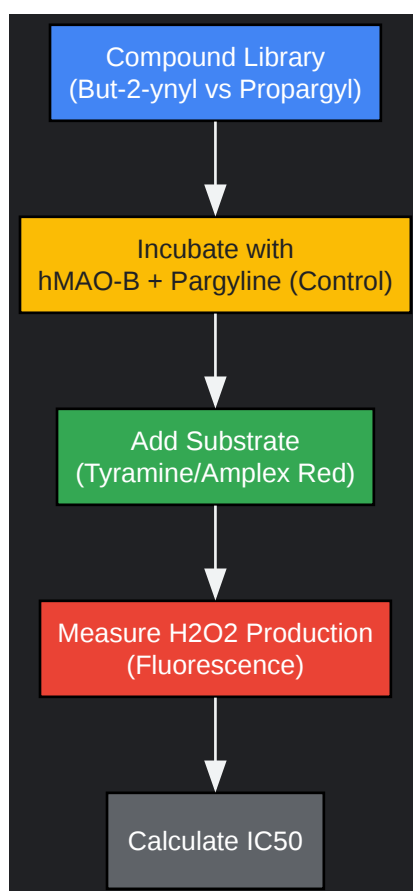 Compound Library
(But-2-ynyl vs Propargyl)
Incubate with
hMAO-B + Pargyline (Control)
Add Substrate
(Tyramine/Amplex Red)
Measure H2O2 Production
(Fluorescence)
Calculate IC50